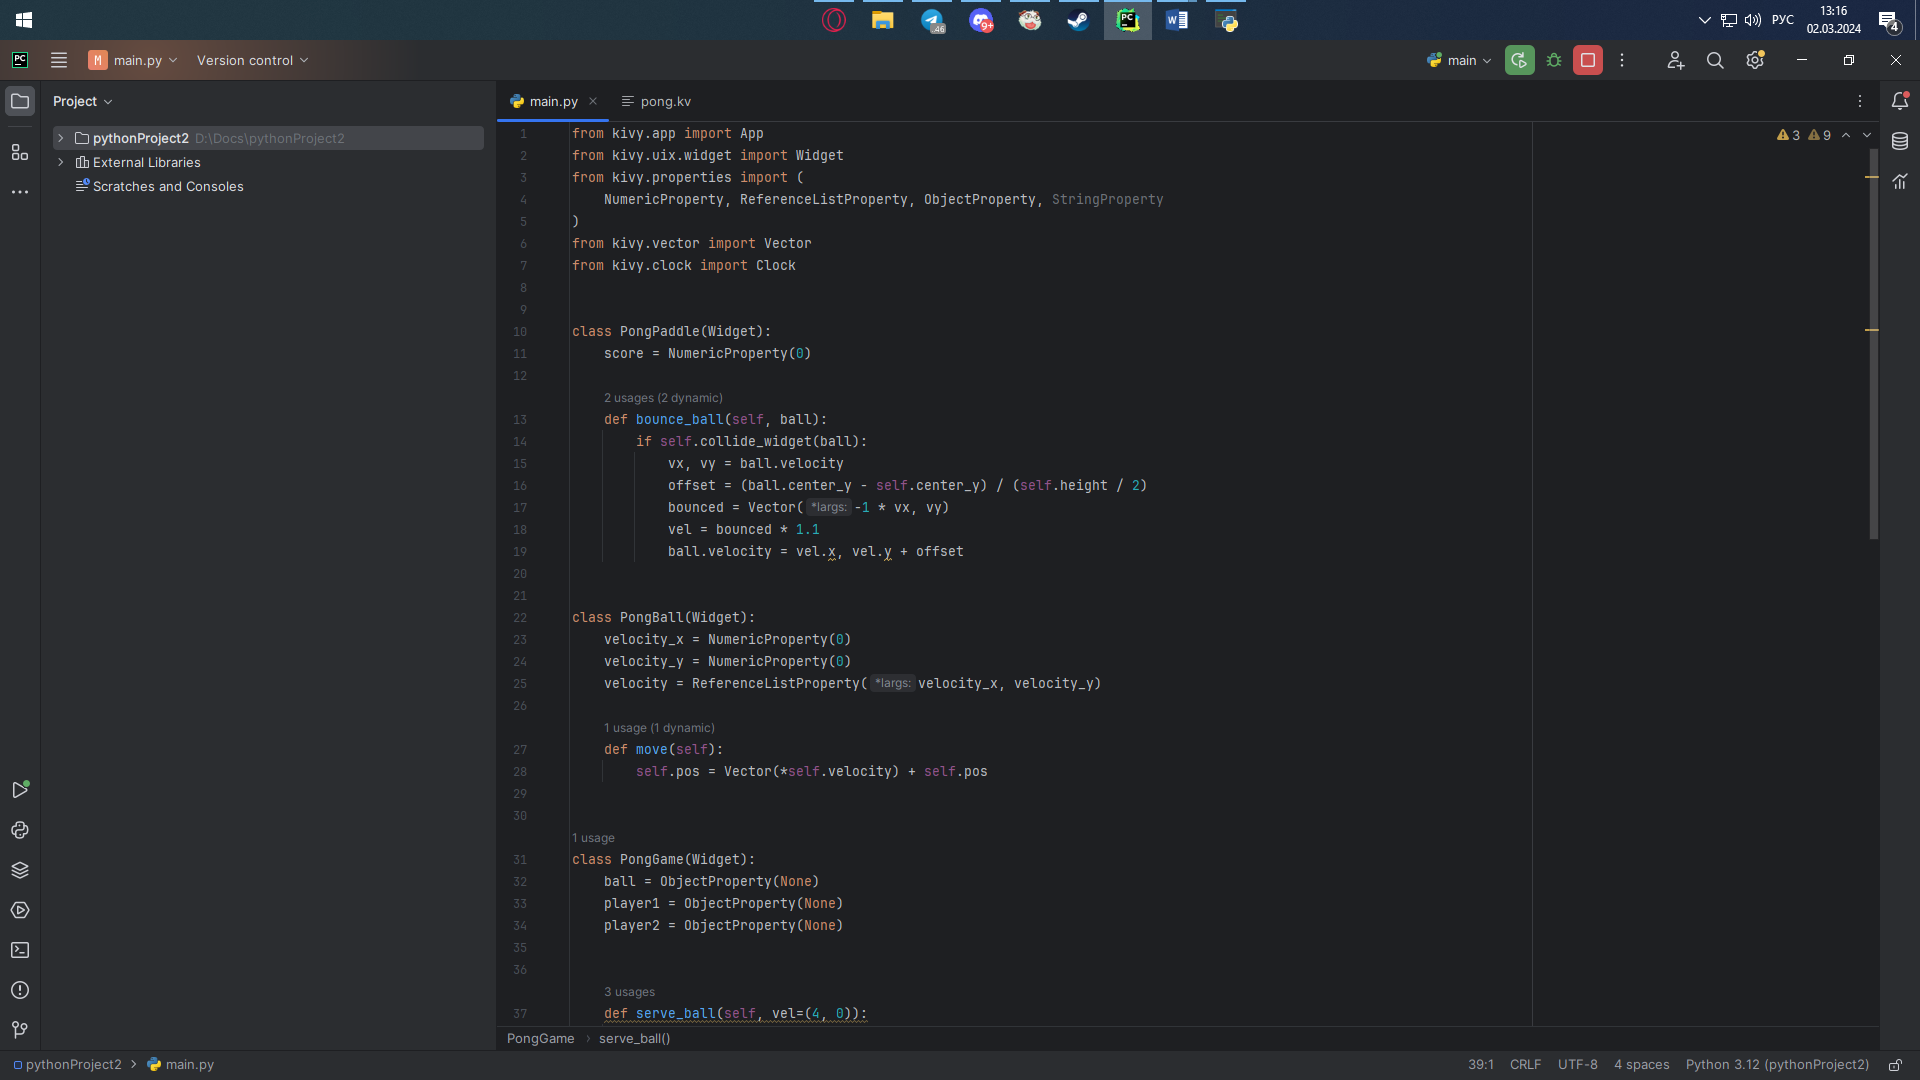 13:16
РУС
02.03.2024
4
46
9+
PC
M main.py
Version control
main
Project
main.py
pong.kv
pythonProject2 D:\Docs\pythonProject2
External Libraries
Scratches and Consoles
3 9
1 from kivy.app import App
2 from kivy.uix.widget import Widget
3 from kivy.properties import (
4 NumericProperty, ReferenceListProperty, ObjectProperty, StringProperty
5 )
6 from kivy.vector import Vector
7 from kivy.clock import Clock
8
9
10 class PongPaddle(Widget):
11 score = NumericProperty(0)
12
2 usages (2 dynamic)
13 def bounce_ball(self, ball):
14 if self.collide_widget(ball):
15 vx, vy = ball.velocity
16 offset = (ball.center_y - self.center_y) / (self.height / 2)
17 bounced = Vector( *largs: -1 * vx, vy)
18 vel = bounced * 1.1
19 ball.velocity = vel.x, vel.y + offset
20
21
22 class PongBall(Widget):
23 velocity_x = NumericProperty(0)
24 velocity_y = NumericProperty(0)
25 velocity = ReferenceListProperty( *largs: velocity_x, velocity_y)
26
1 usage (1 dynamic)
27 def move(self):
28 self.pos = Vector(*self.velocity) + self.pos
29
30
1 usage
31 class PongGame(Widget):
32 ball = ObjectProperty(None)
33 player1 = ObjectProperty(None)
34 player2 = ObjectProperty(None)
35
36
3 usages
37 def serve_ball(self, vel=(4, 0)):
PongGame > serve_ball()
pythonProject2 > main.py
39:1 CRLF UTF-8 4 spaces Python 3.12 (pythonProject2)